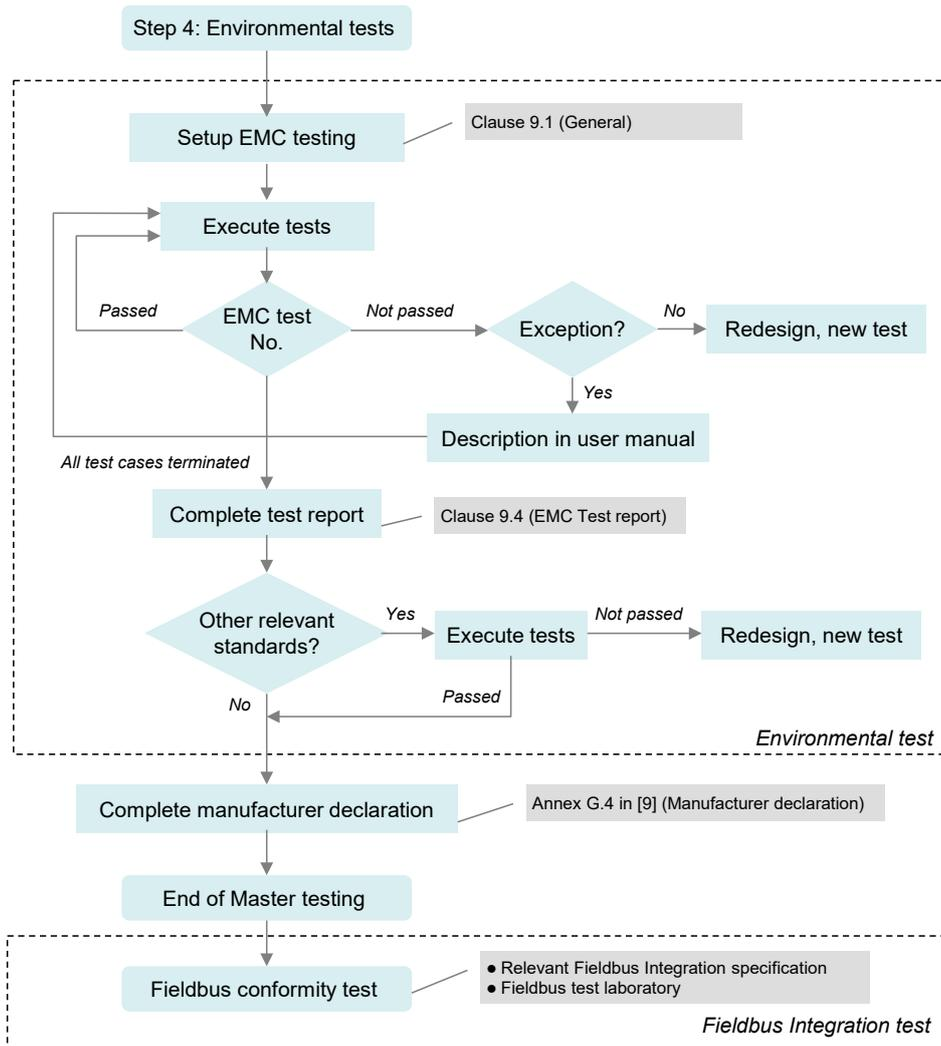 Step 4: Environmental tests
Clause 9.1 (General)
Setup EMC testing
Execute tests
Passed
EMC test
No.
Not passed
Exception?
No
Redesign, new test
Yes
Description in user manual
All test cases terminated
Complete test report
Clause 9.4 (EMC Test report)
Other relevant
standards?
Yes
Execute tests
Not passed
Redesign, new test
No
Passed
Environmental test
Complete manufacturer declaration
Annex G.4 in [9] (Manufacturer declaration)
End of Master testing
Fieldbus conformity test
● Relevant Fieldbus Integration specification
● Fieldbus test laboratory
Fieldbus Integration test